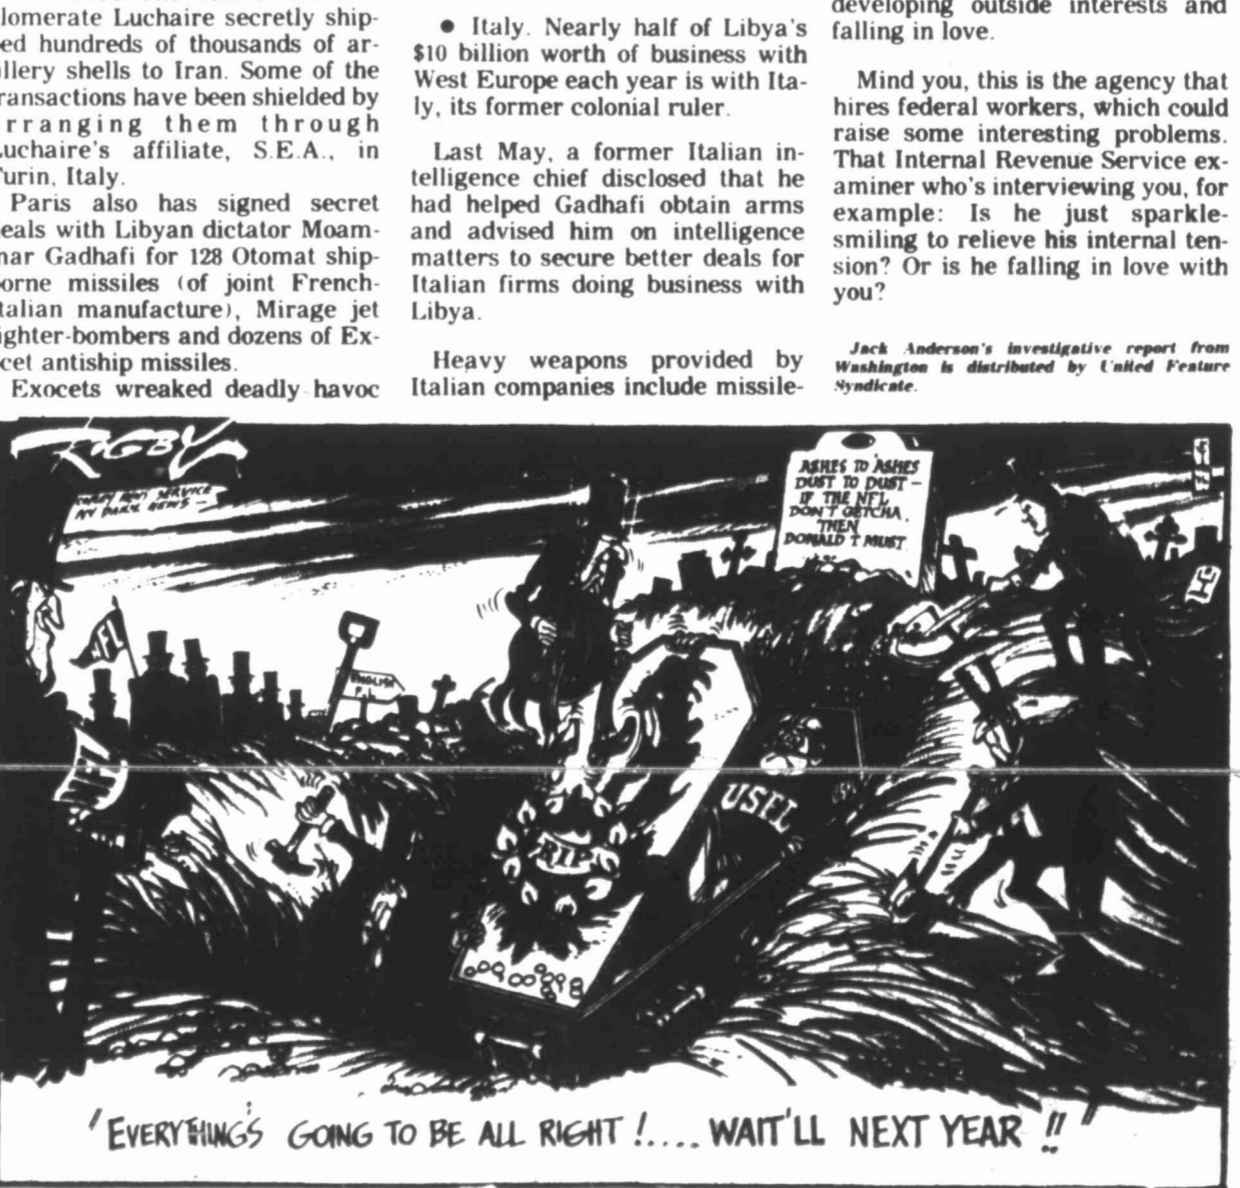 lomerate Luchaire secretly ship-
ed hundreds of thousands of ar-
illery shells to Iran. Some of the
ransactions have been shielded by
rranging them through
uchaire's affiliate, S.E.A., in
Turin, Italy.
Paris also has signed secret
eals with Libyan dictator Moam-
mar Gadhafi for 128 Otomat ship-
orne missiles (of joint French-
talian manufacture), Mirage jet
ighter-bombers and dozens of Ex-
cet antiship missiles.
Exocets wreaked deadly havoc
● Italy. Nearly half of Libya's
$10 billion worth of business with
West Europe each year is with Ita-
ly, its former colonial ruler.
Last May, a former Italian in-
telligence chief disclosed that he
had helped Gadhafi obtain arms
and advised him on intelligence
matters to secure better deals for
Italian firms doing business with
Libya.
Heavy weapons provided by
Italian companies include missile-
developing outside interests and
falling in love.
Mind you, this is the agency that
hires federal workers, which could
raise some interesting problems.
That Internal Revenue Service ex-
aminer who's interviewing you, for
example: Is he just sparkle-
smiling to relieve his internal ten-
sion? Or is he falling in love with
you?
Jack Anderson's investigative report from
Washington is distributed by United Feature
Syndicate.
RIGBY
NEWS SERVICE
NY NEWS -
ASHES TO ASHES
DUST TO DUST -
IF THE NFL
DON'T GETCHA,
THEN
DONALD T MUST
NFL
ENGLISH
P.L.
NFL
USFL
RIP
"EVERYTHING'S GOING TO BE ALL RIGHT !.... WAIT'LL NEXT YEAR !!"